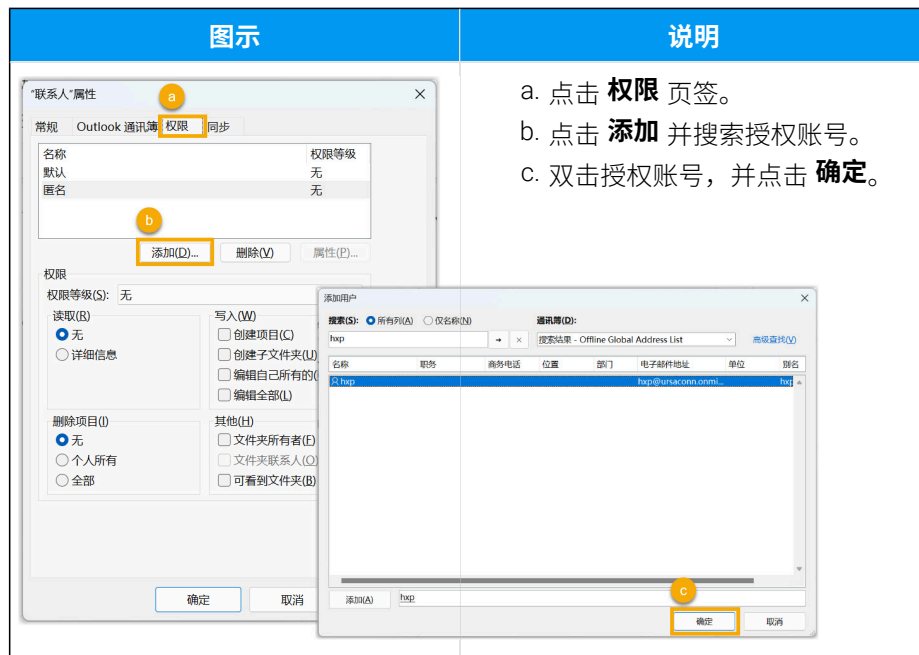 图示
说明
a. 点击 权限 页签。
b. 点击 添加 并搜索授权账号。
c. 双击授权账号，并点击 确定。
"联系人"属性
a
常规 Outlook 通讯簿 权限 同步
名称 权限等级
默认 无
匿名 无
b
添加(D)... 删除(V) 属性(P)...
权限
权限等级(S): 无
读取(R) 写入(W)
无 创建项目(C)
详细信息 创建子文件夹(U)
编辑自己所有的(
编辑全部(L)
删除项目(I) 其他(H)
无 文件夹所有者(F)
个人所有 文件夹联系人(O)
全部 可看到文件夹(B)
确定 取消
添加用户
搜索(S): 所有列(A) 仅名称(N) 通讯簿(D):
hxp 搜索结果 - Offline Global Address List 高级查找(V)
名称 职务 商务电话 位置 部门 电子邮件地址 单位 别名
hxp hxp@ursaconn.onmi... hxp
添加(A) hxp
c
确定 取消